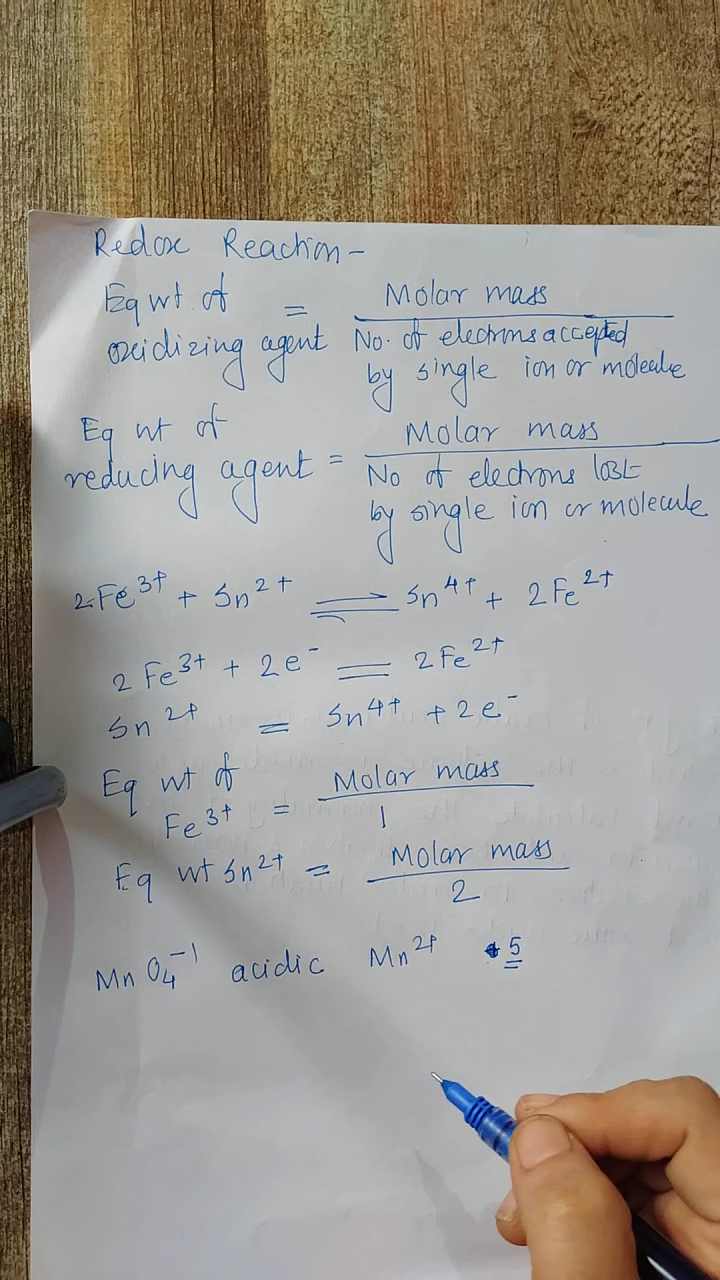 Redox Reaction -
Eq wt. of oxidizing agent = Molar mass / No. of electrons accepted by single ion or molecule
Eq wt of reducing agent = Molar mass / No of electrons lost by single ion or molecule
2Fe³⁺ + Sn²⁺ ⇌ Sn⁴⁺ + 2Fe²⁺
2Fe³⁺ + 2e⁻ = 2Fe²⁺
Sn²⁺ = Sn⁴⁺ + 2e⁻
Eq wt of Fe³⁺ = Molar mass / 1
Eq wt Sn²⁺ = Molar mass / 2
MnO₄⁻¹ acidic Mn²⁺ 5